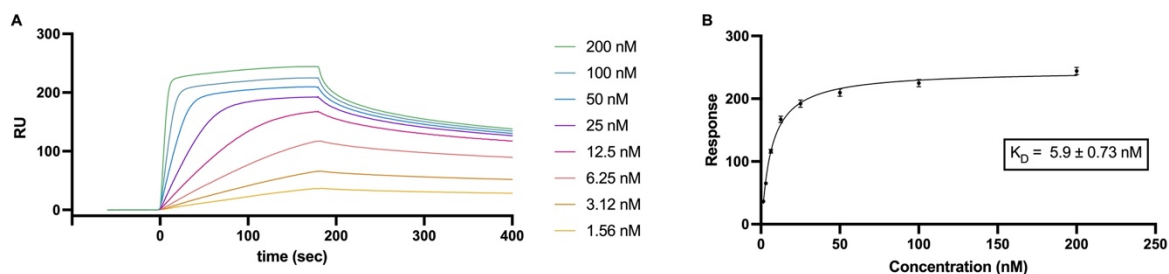 A
RU
300
200
100
0
0
100
200
300
400
time (sec)
200 nM
100 nM
50 nM
25 nM
12.5 nM
6.25 nM
3.12 nM
1.56 nM
B
Response
300
200
100
0
0
50
100
150
200
250
Concentration (nM)
K_D = 5.9 ± 0.73 nM